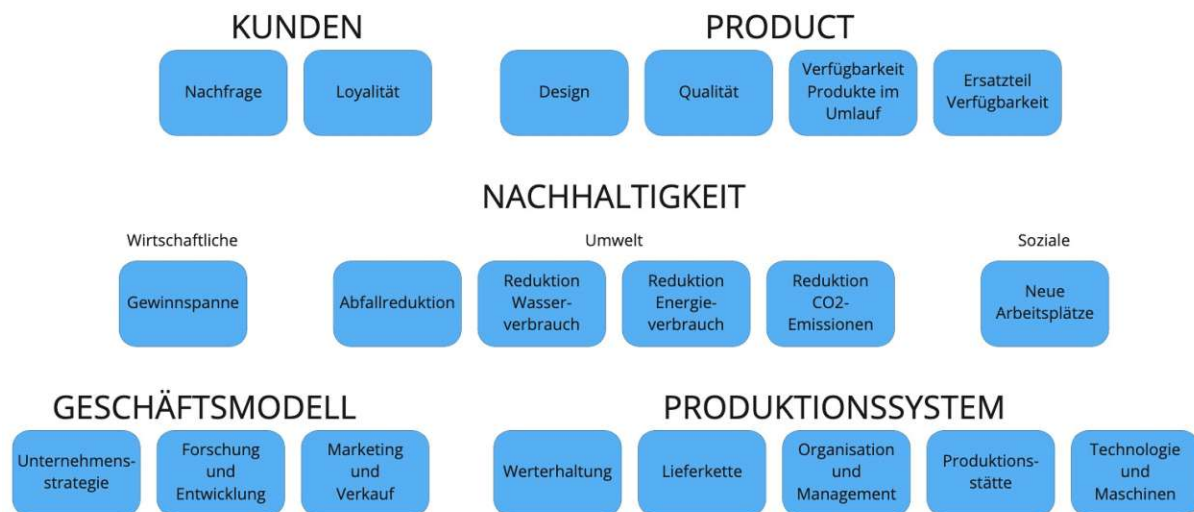 KUNDEN
PRODUCT
Nachfrage
Loyalität
Design
Qualität
Verfügbarkeit
Produkte im
Umlauf
Ersatzteil
Verfügbarkeit
NACHHALTIGKEIT
Wirtschaftliche
Umwelt
Soziale
Gewinnspanne
Abfallreduktion
Reduktion
Wasser-
verbrauch
Reduktion
Energie-
verbrauch
Reduktion
CO2-
Emissionen
Neue
Arbeitsplätze
GESCHÄFTSMODELL
PRODUKTIONSSYSTEM
Unternehmens-
strategie
Forschung
und
Entwicklung
Marketing
und
Verkauf
Werterhaltung
Lieferkette
Organisation
und
Management
Produktions-
stätte
Technologie
und
Maschinen